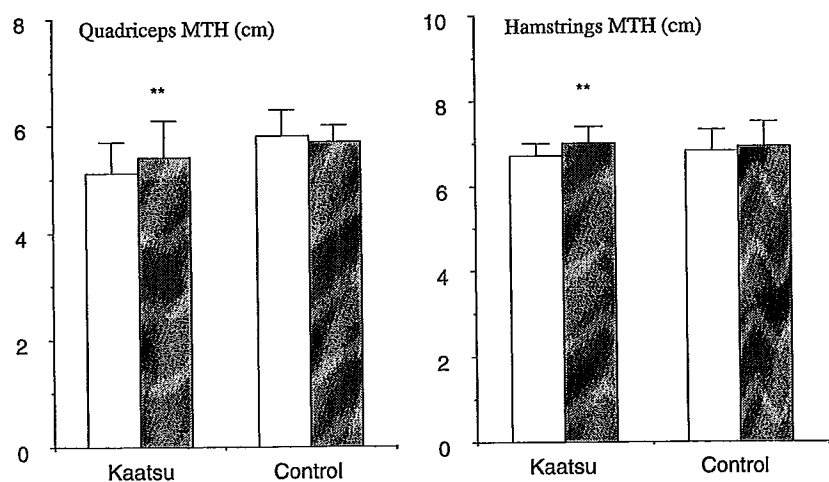 Quadriceps MTH (cm)
8
6
4
2
0
**
Kaatsu
Control
Hamstrings MTH (cm)
10
8
6
4
2
0
**
Kaatsu
Control